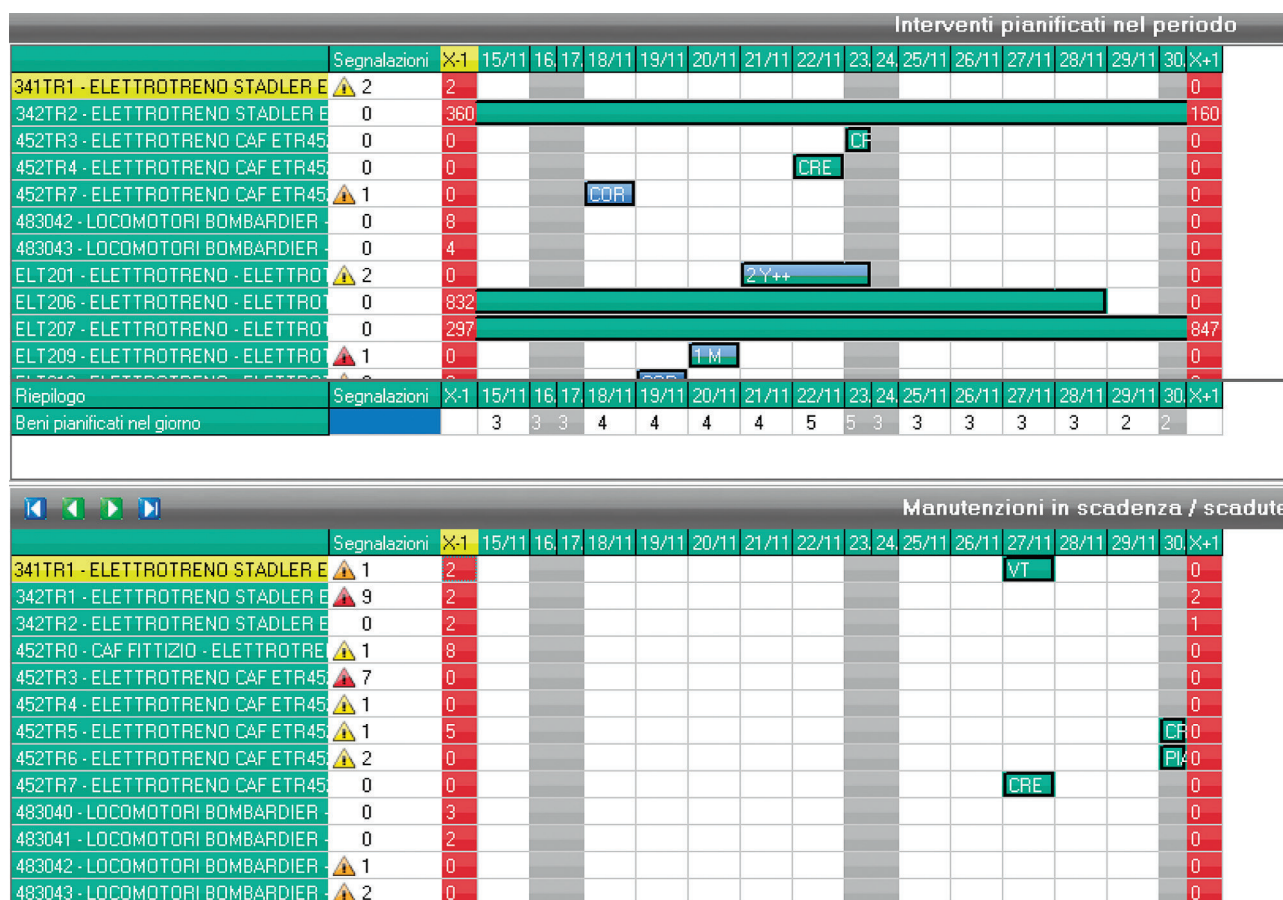 Interventi pianificati nel periodo
Segnalazioni X-1 15/11 16, 17, 18/11 19/11 20/11 21/11 22/11 23, 24, 25/11 26/11 27/11 28/11 29/11 30, X+1
341TR1 - ELETTROTRENO STADLER E 2 2 0
342TR2 - ELETTROTRENO STADLER E 0 360 160
452TR3 - ELETTROTRENO CAF ETR45 0 0 CF 0
452TR4 - ELETTROTRENO CAF ETR45 0 0 CRE 0
452TR7 - ELETTROTRENO CAF ETR45 1 0 COR 0
483042 - LOCOMOTORI BOMBARDIER - 0 8 0
483043 - LOCOMOTORI BOMBARDIER - 0 4 0
ELT201 - ELETTROTRENO - ELETTROT 2 0 2 Y++ 0
ELT206 - ELETTROTRENO - ELETTROT 0 832 0
ELT207 - ELETTROTRENO - ELETTROT 0 297 847
ELT209 - ELETTROTRENO - ELETTROT 1 0 1 M 0
Riepilogo Segnalazioni X-1 15/11 16, 17, 18/11 19/11 20/11 21/11 22/11 23, 24, 25/11 26/11 27/11 28/11 29/11 30, X+1
Beni pianificati nel giorno 3 3 3 4 4 4 4 5 5 3 3 3 3 3 2 2
Manutenzioni in scadenza / scadute
Segnalazioni X-1 15/11 16, 17, 18/11 19/11 20/11 21/11 22/11 23, 24, 25/11 26/11 27/11 28/11 29/11 30, X+1
341TR1 - ELETTROTRENO STADLER E 1 2 VT 0
342TR1 - ELETTROTRENO STADLER E 9 2 2
342TR2 - ELETTROTRENO STADLER E 0 2 1
452TR0 - CAF FITTIZIO - ELETTROTRE 1 8 0
452TR3 - ELETTROTRENO CAF ETR45 7 0 0
452TR4 - ELETTROTRENO CAF ETR45 1 0 0
452TR5 - ELETTROTRENO CAF ETR45 1 5 CR 0
452TR6 - ELETTROTRENO CAF ETR45 2 0 PIA 0
452TR7 - ELETTROTRENO CAF ETR45 0 0 CRE 0
483040 - LOCOMOTORI BOMBARDIER - 0 3 0
483041 - LOCOMOTORI BOMBARDIER - 0 2 0
483042 - LOCOMOTORI BOMBARDIER - 1 0 0
483043 - LOCOMOTORI BOMBARDIER - 2 0 0